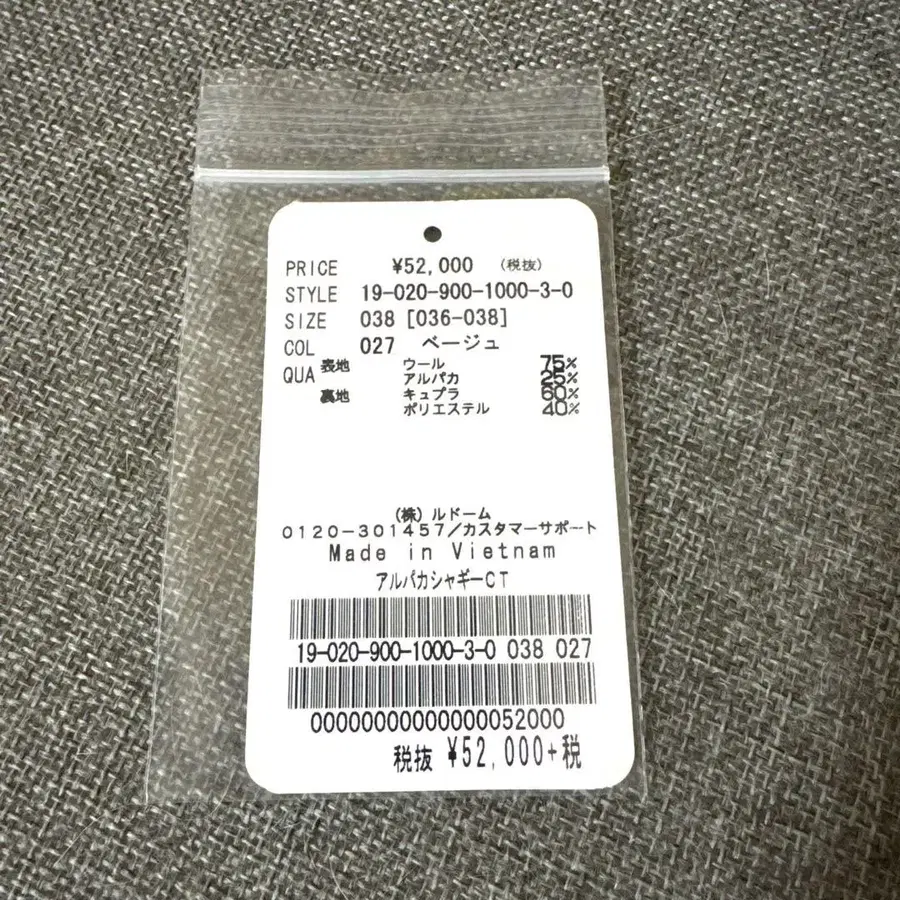 PRICE ¥52,000 (税抜)
STYLE 19-020-900-1000-3-0
SIZE 038 [036-038]
COL 027 ベージュ
QUA 表地 ウール 75%
アルパカ 25%
裏地 キュプラ 60%
ポリエステル 40%
(株)ルドーム
0120-301457/カスタマーサポート
Made in Vietnam
アルパカシャギーCT
19-020-900-1000-3-0 038 027
00000000000000052000
税抜 ¥52,000+税